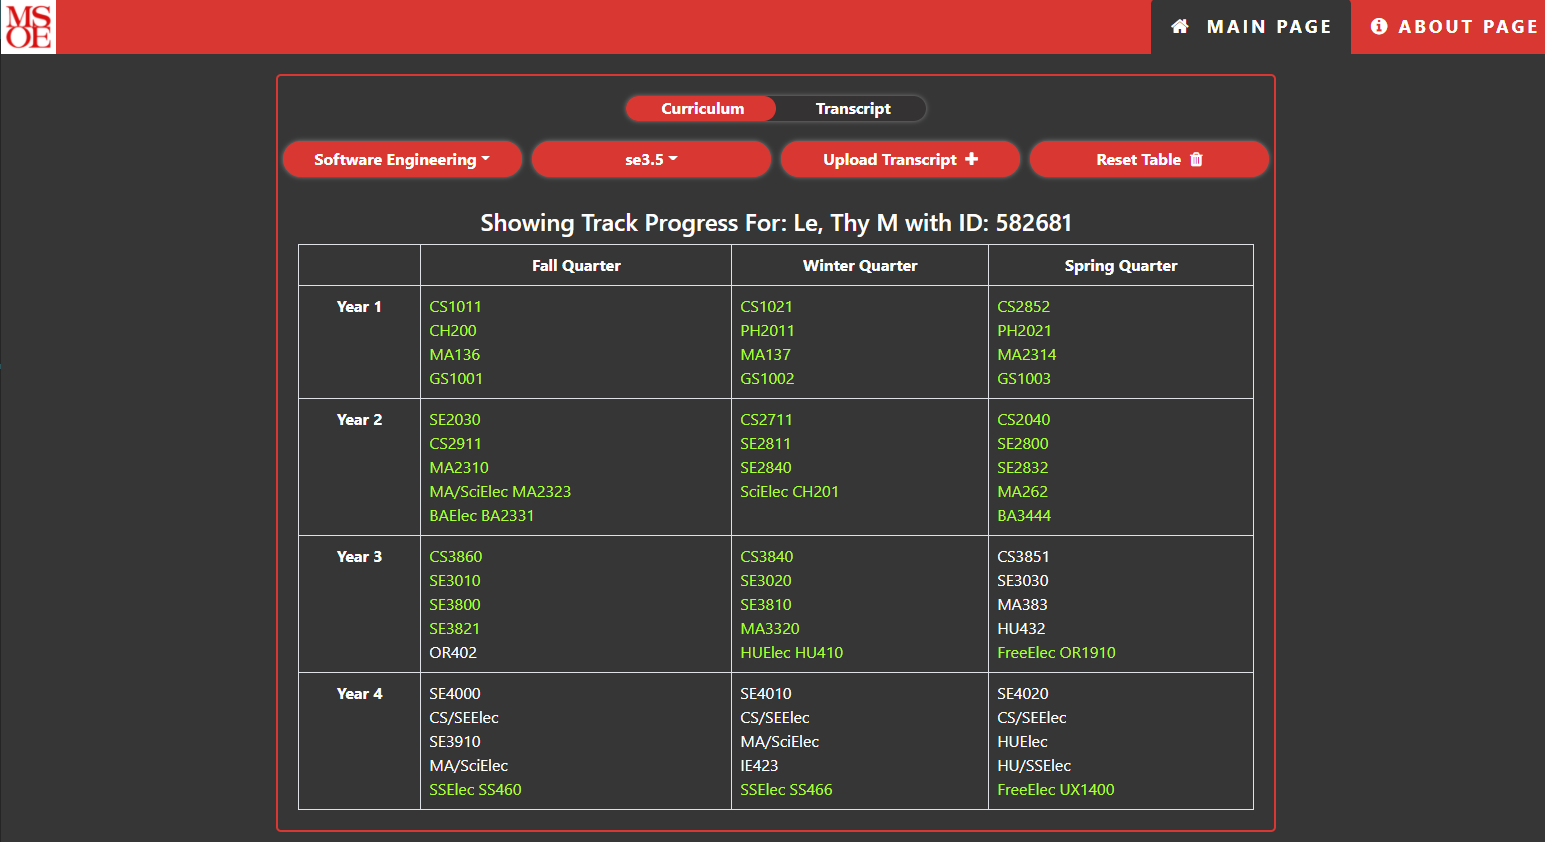 MS
OE
MAIN PAGE
ABOUT PAGE
Curriculum
Transcript
Software Engineering
se3.5
Upload Transcript
Reset Table
Showing Track Progress For: Le, Thy M with ID: 582681
Fall Quarter
Winter Quarter
Spring Quarter
Year 1
CS1011
CH200
MA136
GS1001
CS1021
PH2011
MA137
GS1002
CS2852
PH2021
MA2314
GS1003
Year 2
SE2030
CS2911
MA2310
MA/SciElec MA2323
BAElec BA2331
CS2711
SE2811
SE2840
SciElec CH201
CS2040
SE2800
SE2832
MA262
BA3444
Year 3
CS3860
SE3010
SE3800
SE3821
OR402
CS3840
SE3020
SE3810
MA3320
HUElec HU410
CS3851
SE3030
MA383
HU432
FreeElec OR1910
Year 4
SE4000
CS/SEElec
SE3910
MA/SciElec
SSElec SS460
SE4010
CS/SEElec
MA/SciElec
IE423
SSElec SS466
SE4020
CS/SEElec
HUElec
HU/SSElec
FreeElec UX1400